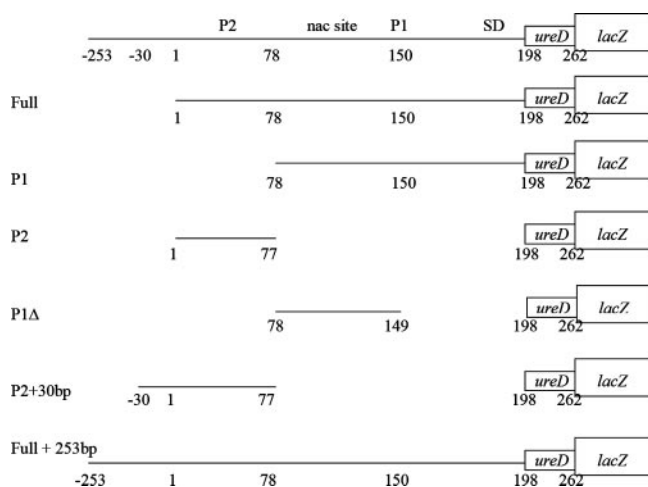 P2 nac site P1 SD ureD lacZ
-253 -30 1 78 150 198 262
Full ureD lacZ
1 78 150 198 262
P1 ureD lacZ
78 150 198 262
P2 ureD lacZ
1 77 198 262
P1Δ ureD lacZ
78 149 198 262
P2+30bp ureD lacZ
-30 1 77 198 262
Full + 253bp ureD lacZ
-253 1 78 150 198 262